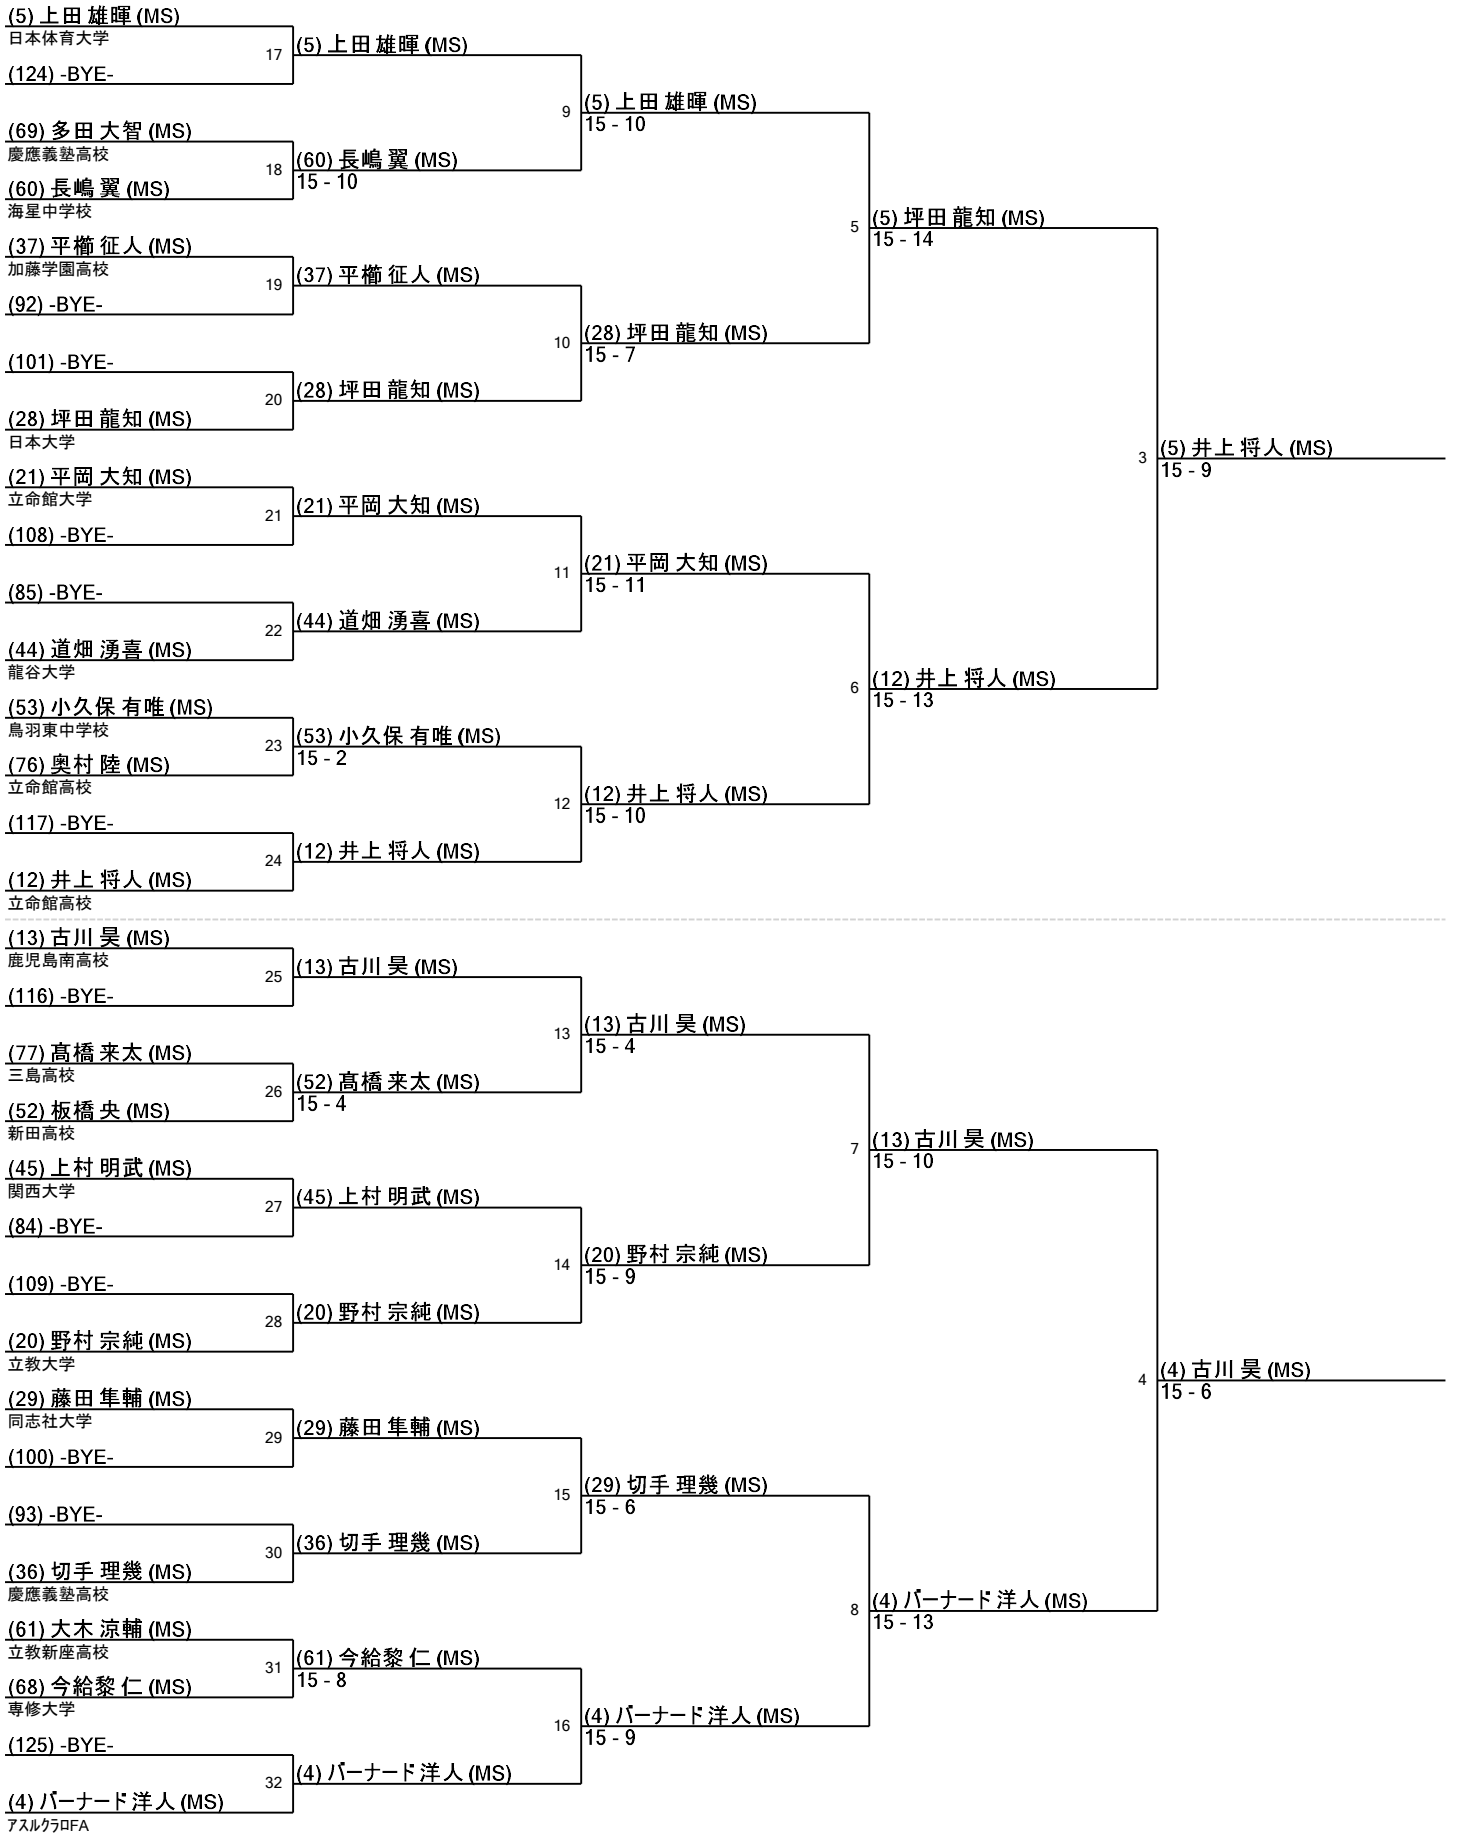 (5) 上田 雄暉 (MS)
日本体育大学
17
(5) 上田 雄暉 (MS)
(124) -BYE-
9
(5) 上田 雄暉 (MS)
15 - 10
(69) 多田 大智 (MS)
慶應義塾高校
18
(60) 長嶋 翼 (MS)
15 - 10
(60) 長嶋 翼 (MS)
海星中学校
5
(5) 坪田 龍知 (MS)
15 - 14
(37) 平櫛 征人 (MS)
加藤学園高校
19
(37) 平櫛 征人 (MS)
(92) -BYE-
10
(28) 坪田 龍知 (MS)
15 - 7
(101) -BYE-
20
(28) 坪田 龍知 (MS)
(28) 坪田 龍知 (MS)
日本大学
3
(5) 井上 将人 (MS)
15 - 9
(21) 平岡 大知 (MS)
立命館大学
21
(21) 平岡 大知 (MS)
(108) -BYE-
11
(21) 平岡 大知 (MS)
15 - 11
(85) -BYE-
22
(44) 道畑 湧喜 (MS)
(44) 道畑 湧喜 (MS)
龍谷大学
6
(12) 井上 将人 (MS)
15 - 13
(53) 小久保 有唯 (MS)
鳥羽東中学校
23
(53) 小久保 有唯 (MS)
15 - 2
(76) 奥村 陸 (MS)
立命館高校
12
(12) 井上 将人 (MS)
15 - 10
(117) -BYE-
24
(12) 井上 将人 (MS)
(12) 井上 将人 (MS)
立命館高校
(13) 古川 昊 (MS)
鹿児島南高校
25
(13) 古川 昊 (MS)
(116) -BYE-
13
(13) 古川 昊 (MS)
15 - 4
(77) 髙橋 来太 (MS)
三島高校
26
(52) 髙橋 来太 (MS)
15 - 4
(52) 板橋 央 (MS)
新田高校
7
(13) 古川 昊 (MS)
15 - 10
(45) 上村 明武 (MS)
関西大学
27
(45) 上村 明武 (MS)
(84) -BYE-
14
(20) 野村 宗純 (MS)
15 - 9
(109) -BYE-
28
(20) 野村 宗純 (MS)
(20) 野村 宗純 (MS)
立教大学
4
(4) 古川 昊 (MS)
15 - 6
(29) 藤田 隼輔 (MS)
同志社大学
29
(29) 藤田 隼輔 (MS)
(100) -BYE-
15
(29) 切手 理幾 (MS)
15 - 6
(93) -BYE-
30
(36) 切手 理幾 (MS)
(36) 切手 理幾 (MS)
慶應義塾高校
8
(4) バーナード 洋人 (MS)
15 - 13
(61) 大木 涼輔 (MS)
立教新座高校
31
(61) 今給黎 仁 (MS)
15 - 8
(68) 今給黎 仁 (MS)
専修大学
16
(4) バーナード 洋人 (MS)
15 - 9
(125) -BYE-
32
(4) バーナード 洋人 (MS)
(4) バーナード 洋人 (MS)
アスルクラロFA